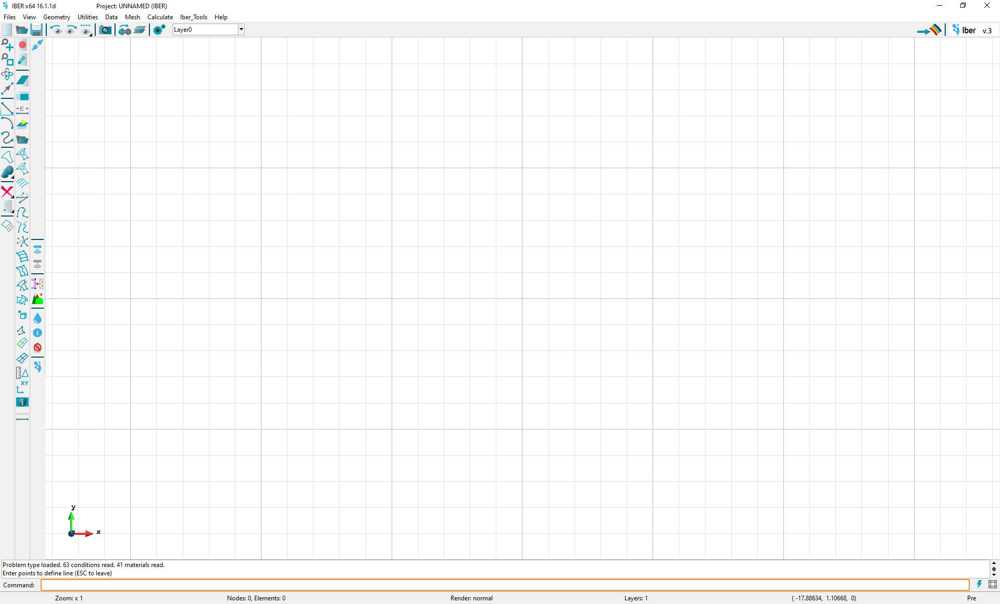 IBER x64 16.1.1d Project: UNNAMED (IBER)
Files View Geometry Utilities Data Mesh Calculate Iber_Tools Help
Layer0
Iber v.3
E
XY
y
z x
Problem type loaded. 63 conditions read. 41 materials read.
Enter points to define line (ESC to leave)
Command:
Zoom: x 1 Nodes: 0, Elements: 0 Render: normal Layers: 1 ( -17.88634, 1.10668, 0) Pre